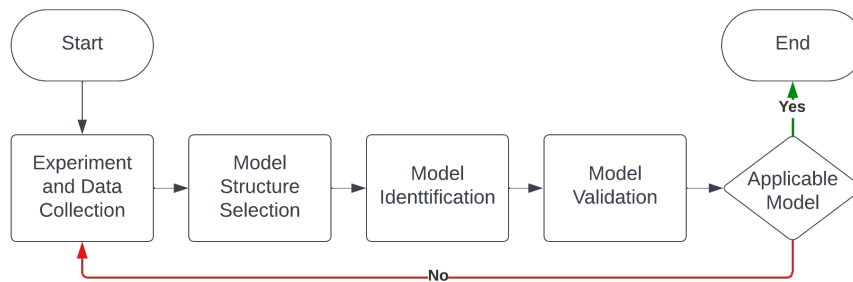 Start
End
Yes
Experiment
and Data
Collection
Model
Structure
Selection
Model
Identtification
Model
Validation
Applicable
Model
No